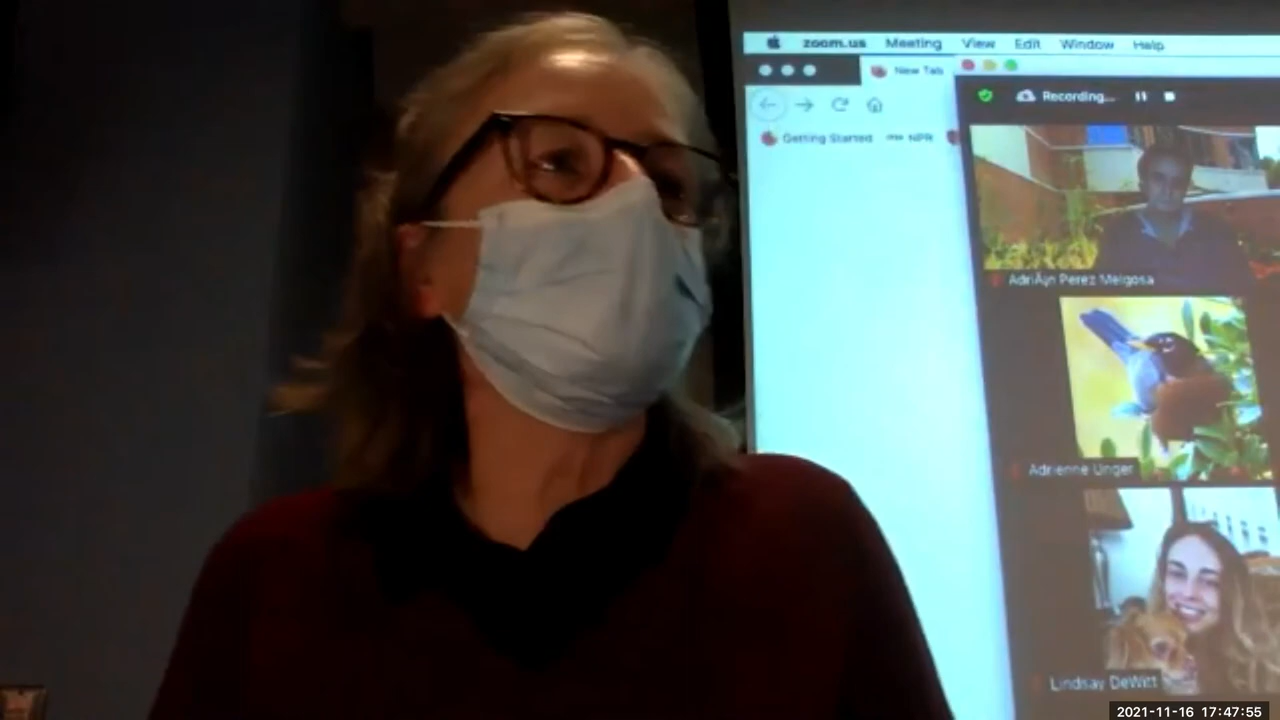 zoom.us Meeting View Edit Window Help
New Tab
Recording...
Getting Started NPR
AdriÃ¡n Perez Melgosa
Adrienne Unger
Lindsay DeWitt
2021-11-16 17:47:55